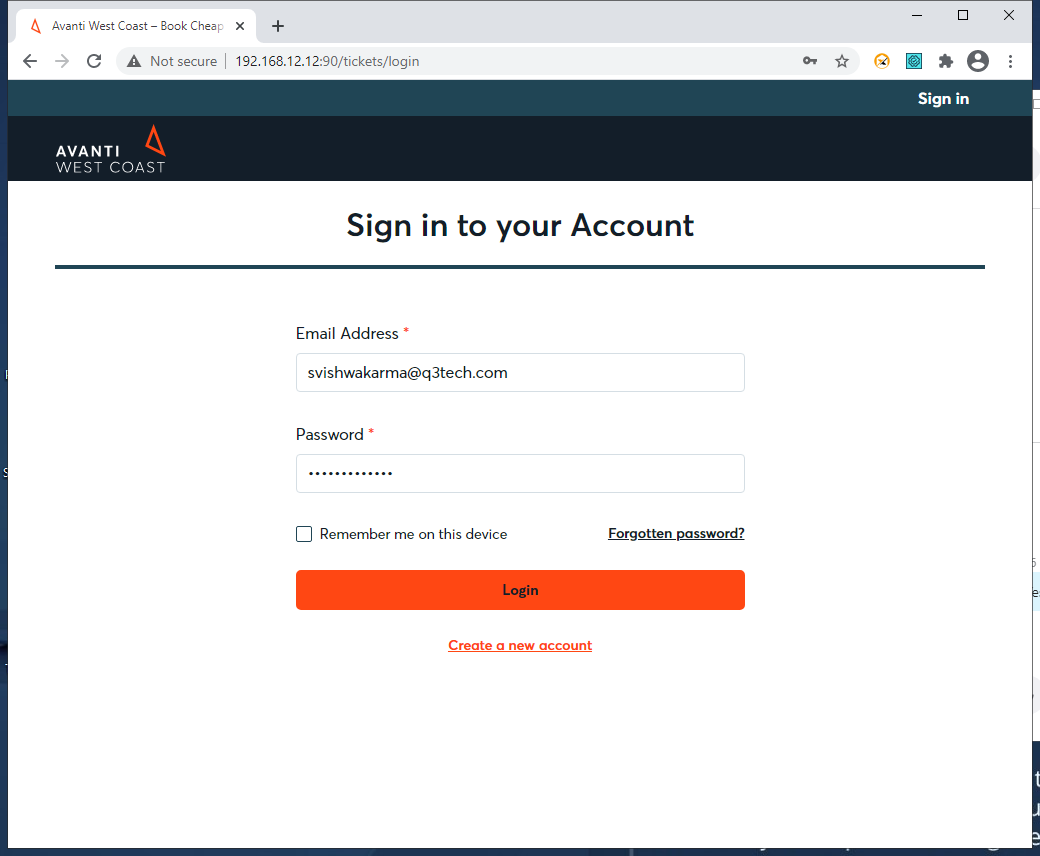 Avanti West Coast – Book Cheap
Not secure
192.168.12.12:90/tickets/login
Sign in
AVANTI
WEST COAST
Sign in to your Account
Email Address *
svishwakarma@q3tech.com
Password *
•••••••••••••
Remember me on this device
Forgotten password?
Login
Create a new account